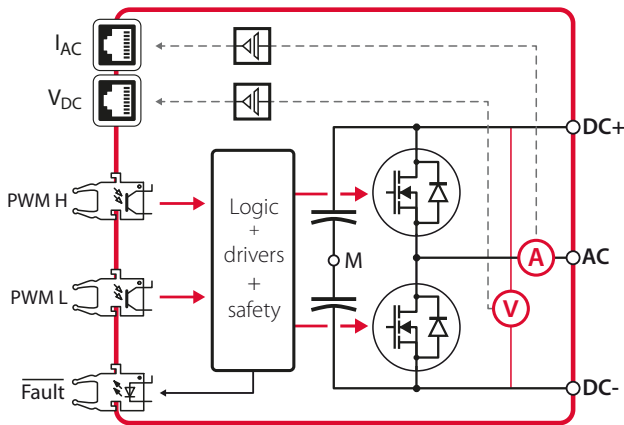 IAC
VDC
DC+
PWM H
Logic
+
drivers
+
safety
M
A
AC
PWM L
V
Fault
DC-